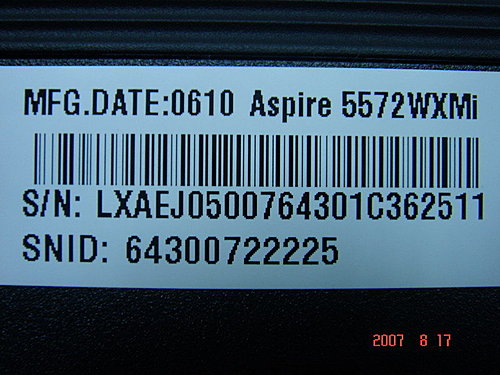 MFG.DATE:0610 Aspire 5572WXMi
S/N: LXAEJ0500764301C362511
SNID: 64300722225
2007 8 17